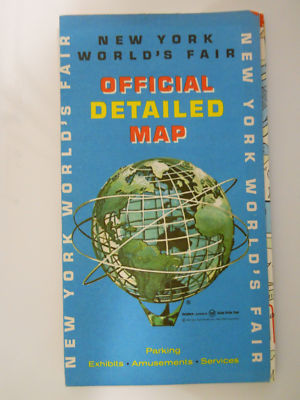 NEW YORK
WORLD'S FAIR
OFFICIAL
DETAILED
MAP
NEW YORK WORLD'S FAIR
NEW YORK WORLD'S FAIR
Parking
Exhibits • Amusements • Services